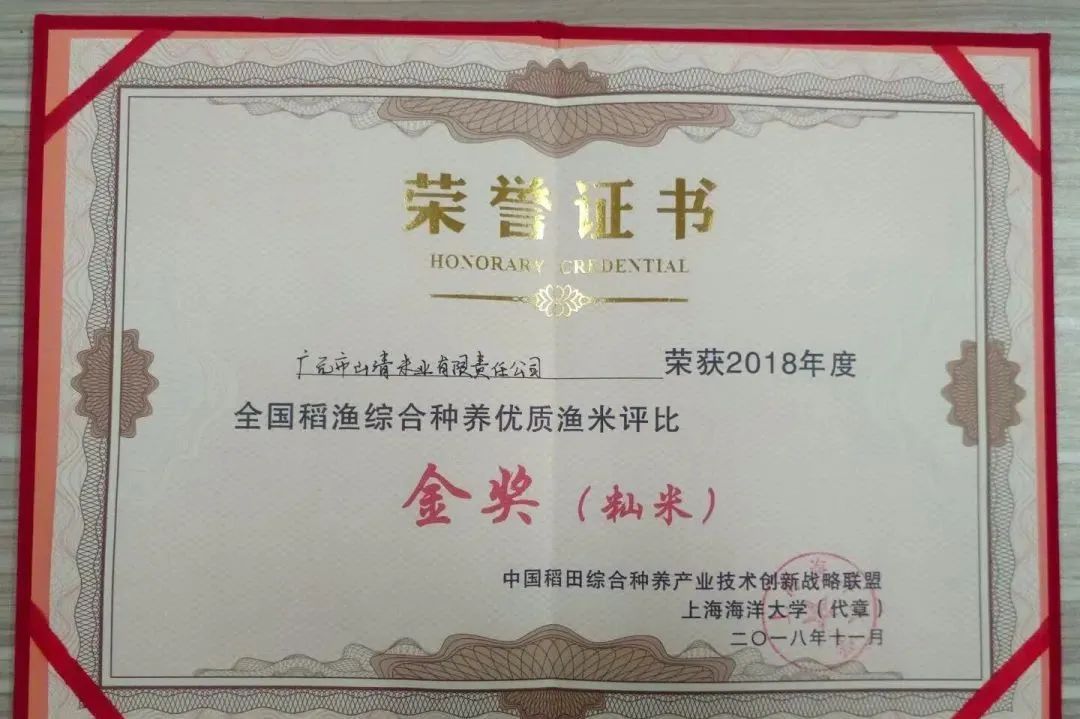 荣誉证书
HONORARY CREDENTIAL
广元市山清米业有限责任公司 荣获2018年度
全国稻渔综合种养优质渔米评比
金奖（籼米）
中国稻田综合种养产业技术创新战略联盟
上海海洋大学（代章）
二〇一八年十一月